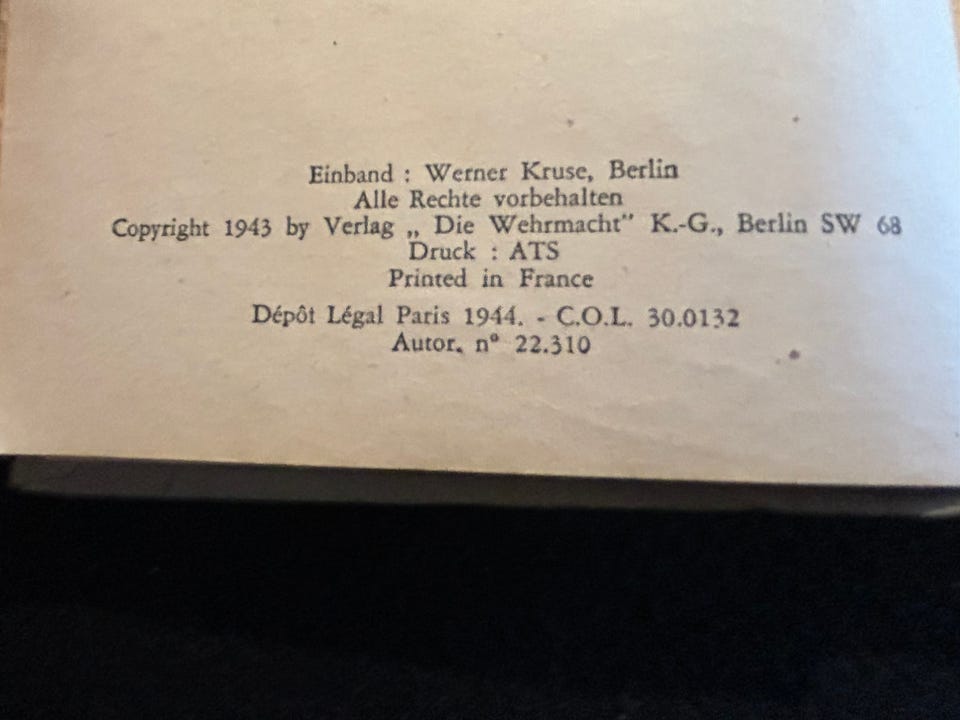 Einband : Werner Kruse, Berlin
Alle Rechte vorbehalten
Copyright 1943 by Verlag „ Die Wehrmacht" K.-G., Berlin SW 68
Druck : ATS
Printed in France
Dépôt Légal Paris 1944. - C.O.L. 30.0132
Autor. nº 22.310